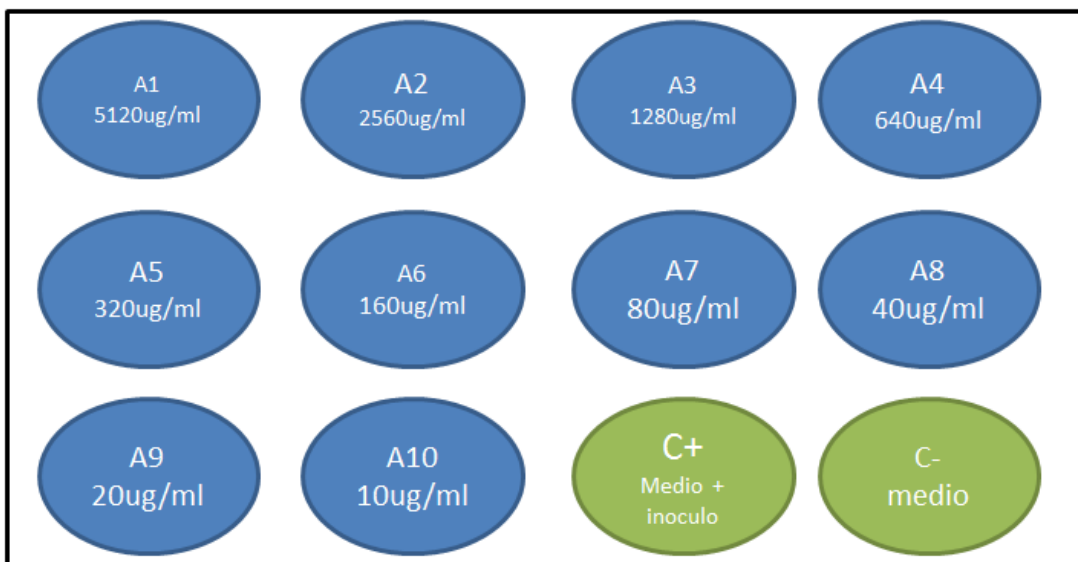 A1
5120ug/ml
A2
2560ug/ml
A3
1280ug/ml
A4
640ug/ml
A5
320ug/ml
A6
160ug/ml
A7
80ug/ml
A8
40ug/ml
A9
20ug/ml
A10
10ug/ml
C+
Medio +
inoculo
C-
medio